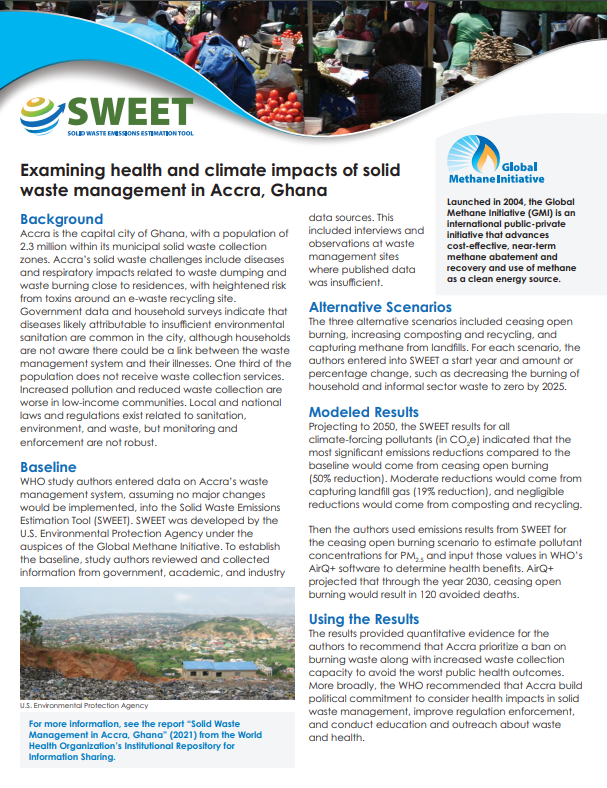 SWEET
SOLID WASTE EMISSIONS ESTIMATION TOOL
Examining health and climate impacts of solid
waste management in Accra, Ghana
Global
Methane Initiative
Launched in 2004, the Global
Methane Initiative (GMI) is an
international public-private
initiative that advances
cost-effective, near-term
methane abatement and
recovery and use of methane
as a clean energy source.
Background
Accra is the capital city of Ghana, with a population of
2.3 million within its municipal solid waste collection
zones. Accra's solid waste challenges include diseases
and respiratory impacts related to waste dumping and
waste burning close to residences, with heightened risk
from toxins around an e-waste recycling site.
Government data and household surveys indicate that
diseases likely attributable to insufficient environmental
sanitation are common in the city, although households
are not aware there could be a link between the waste
management system and their illnesses. One third of the
population does not receive waste collection services.
Increased pollution and reduced waste collection are
worse in low-income communities. Local and national
laws and regulations exist related to sanitation,
environment, and waste, but monitoring and
enforcement are not robust.
Baseline
WHO study authors entered data on Accra's waste
management system, assuming no major changes
would be implemented, into the Solid Waste Emissions
Estimation Tool (SWEET). SWEET was developed by the
U.S. Environmental Protection Agency under the
auspices of the Global Methane Initiative. To establish
the baseline, study authors reviewed and collected
information from government, academic, and industry
U.S. Environmental Protection Agency
For more information, see the report "Solid Waste
Management in Accra, Ghana" (2021) from the World
Health Organization's Institutional Repository for
Information Sharing.
data sources. This
included interviews and
observations at waste
management sites
where published data
was insufficient.
Alternative Scenarios
The three alternative scenarios included ceasing open
burning, increasing composting and recycling, and
capturing methane from landfills. For each scenario, the
authors entered into SWEET a start year and amount or
percentage change, such as decreasing the burning of
household and informal sector waste to zero by 2025.
Modeled Results
Projecting to 2050, the SWEET results for all
climate-forcing pollutants (in CO₂e) indicated that the
most significant emissions reductions compared to the
baseline would come from ceasing open burning
(50% reduction). Moderate reductions would come from
capturing landfill gas (19% reduction), and negligible
reductions would come from composting and recycling.
Then the authors used emissions results from SWEET for
the ceasing open burning scenario to estimate pollutant
concentrations for PM₂.₅ and input those values in WHO's
AirQ+ software to determine health benefits. AirQ+
projected that through the year 2030, ceasing open
burning would result in 120 avoided deaths.
Using the Results
The results provided quantitative evidence for the
authors to recommend that Accra prioritize a ban on
burning waste along with increased waste collection
capacity to avoid the worst public health outcomes.
More broadly, the WHO recommended that Accra build
political commitment to consider health impacts in solid
waste management, improve regulation enforcement,
and conduct education and outreach about waste
and health.